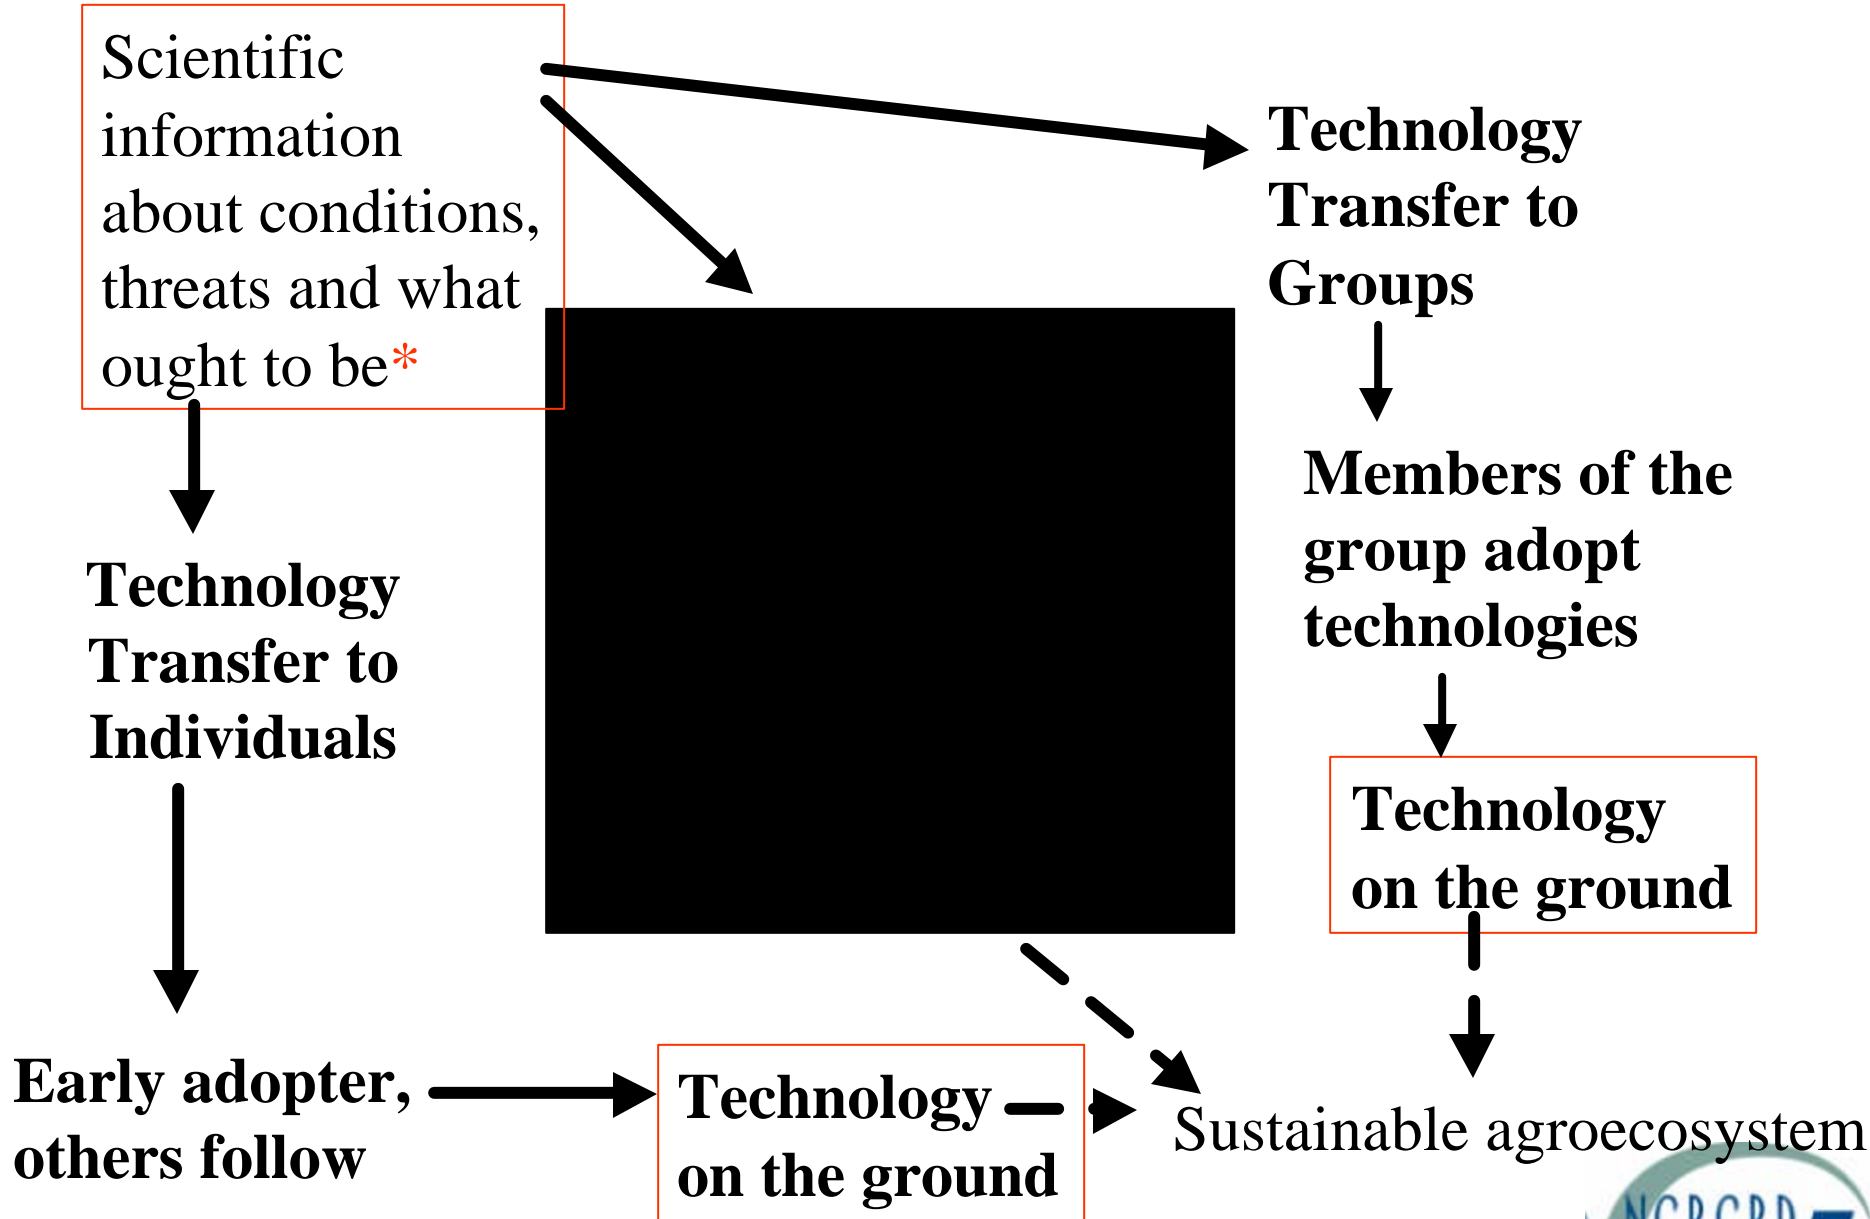 Scientific
information
about conditions,
threats and what
ought to be*
Technology
Transfer to
Groups
Members of the
group adopt
technologies
Technology
on the ground
Technology
Transfer to
Individuals
Early adopter,
others follow
Technology
on the ground
Sustainable agroecosystem